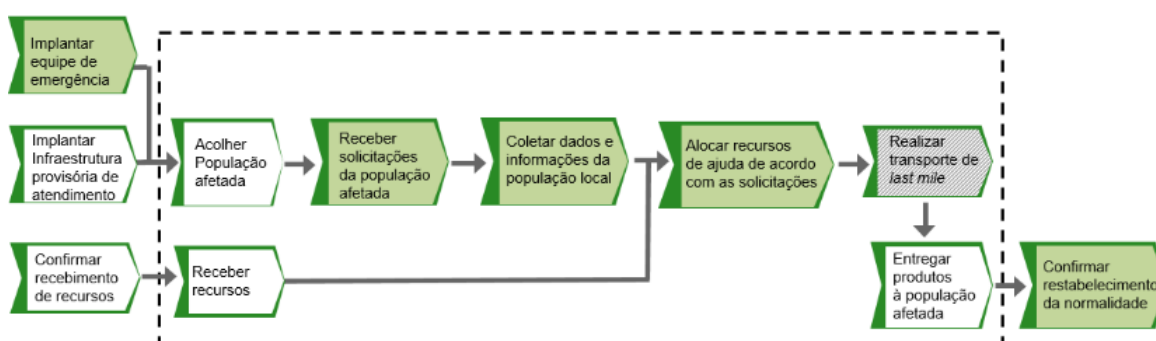 Implantar
equipe de
emergência
Implantar
Infraestrutura
provisória de
atendimento
Acolher
População
afetada
Receber
solicitações
da população
afetada
Coletar dados e
informações da
população local
Alocar recursos
de ajuda de acordo
com as solicitações
Realizar
transporte de
last mile
Confirmar
recebimento
de recursos
Receber
recursos
Entregar
produtos
à população
afetada
Confirmar
restabelecimento
da normalidade